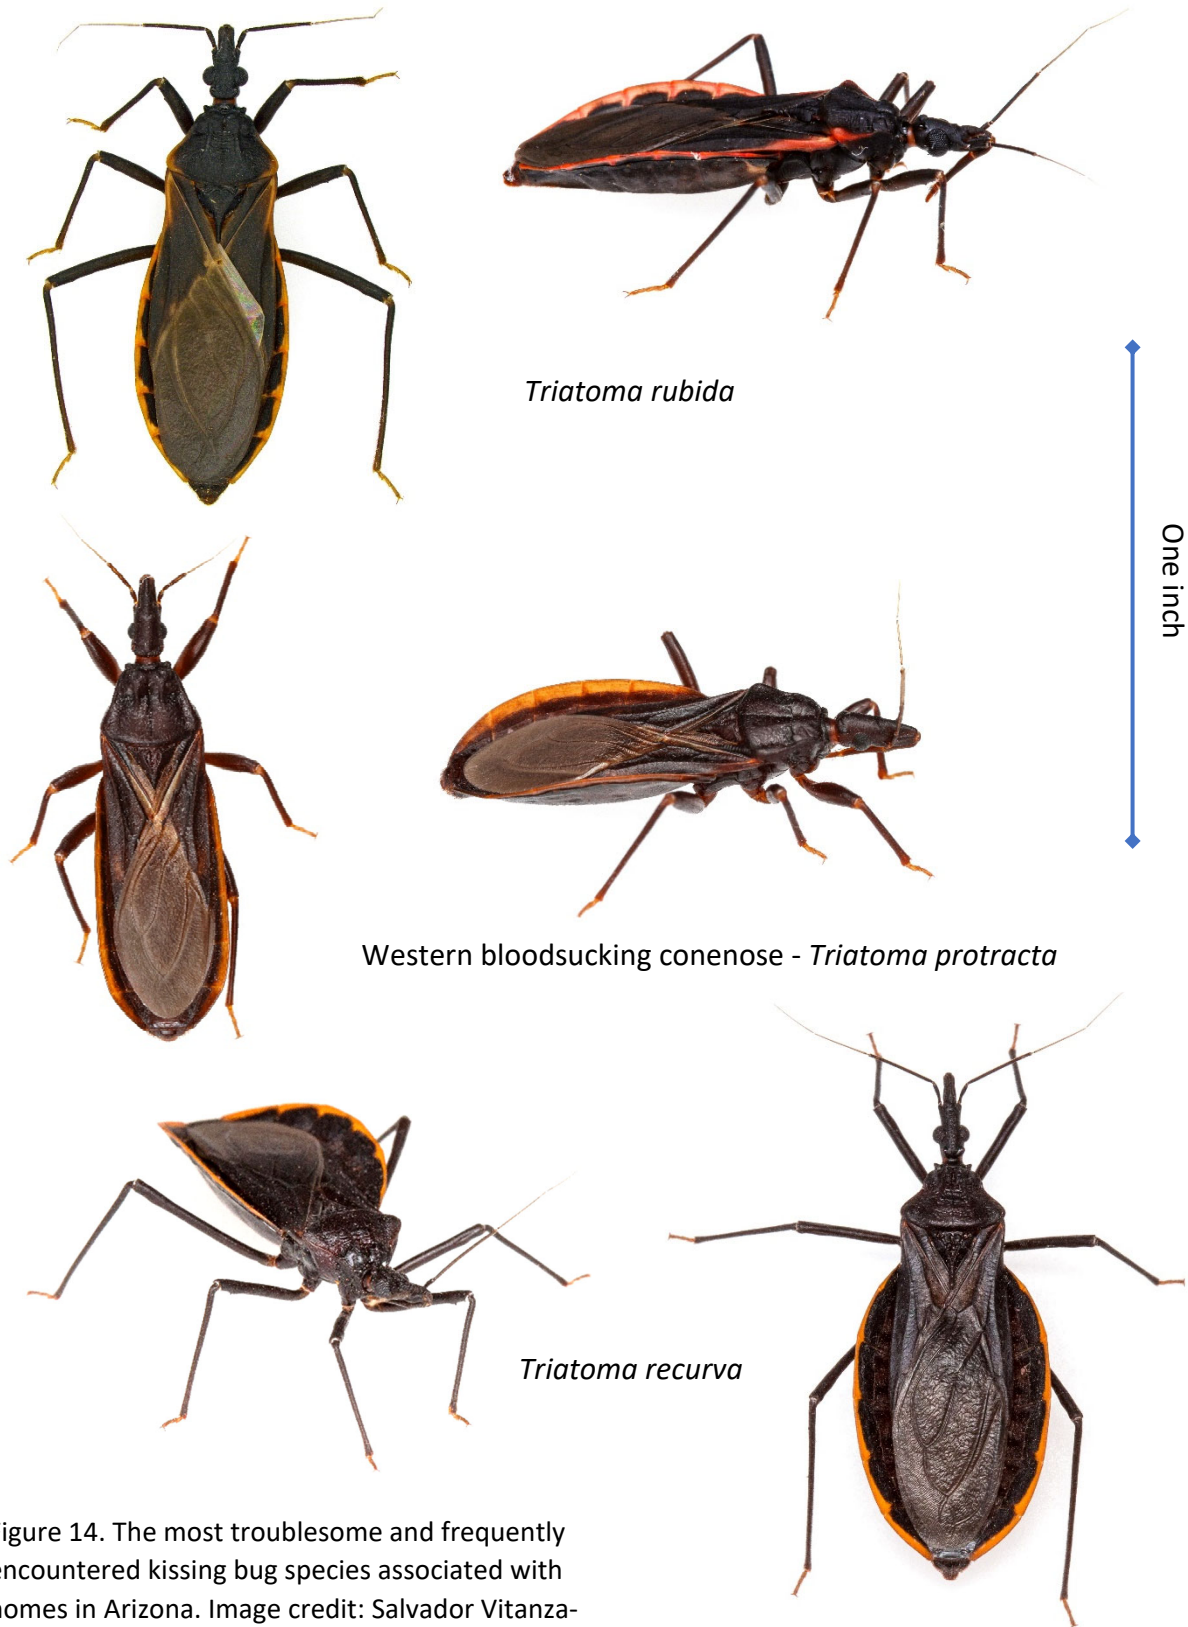 Triatoma rubida
One inch
Western bloodsucking conenose - Triatoma protracta
Triatoma recurva
igure 14. The most troublesome and frequently
encountered kissing bug species associated with
homes in Arizona. Image credit: Salvador Vitanza-